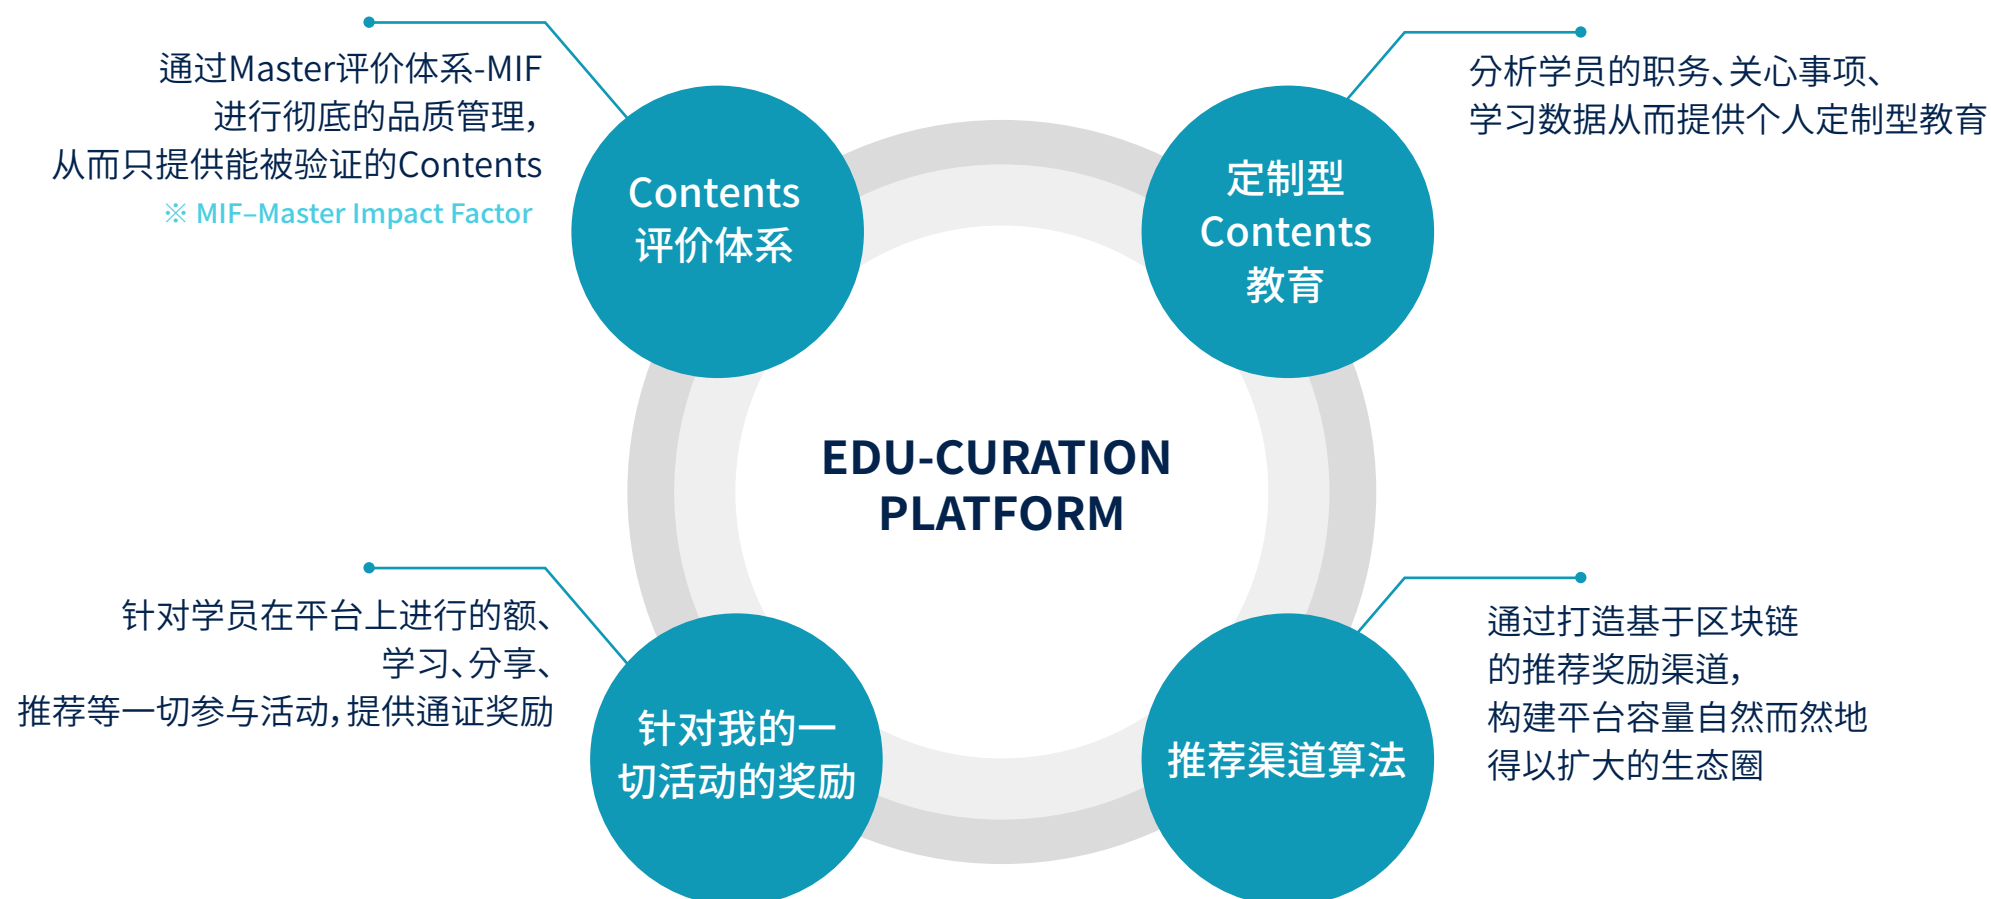 通过Master评价体系-MIF
进行彻底的品质管理，
从而只提供能被验证的Contents
※ MIF–Master Impact Factor
Contents
评价体系
分析学员的职务、关心事项、
学习数据从而提供个人定制型教育
定制型
Contents
教育
EDU-CURATION
PLATFORM
针对学员在平台上进行的额、
学习、分享、
推荐等一切参与活动，提供通证奖励
针对我的一
切活动的奖励
通过打造基于区块链
的推荐奖励渠道，
构建平台容量自然而然地
得以扩大的生态圈
推荐渠道算法